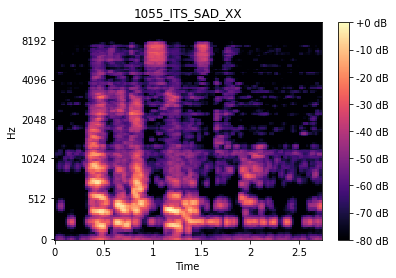 1055_ITS_SAD_XX
Hz
8192
4096
2048
1024
512
0
0
0.5
1
1.5
2
2.5
Time
+0 dB
-10 dB
-20 dB
-30 dB
-40 dB
-50 dB
-60 dB
-70 dB
-80 dB